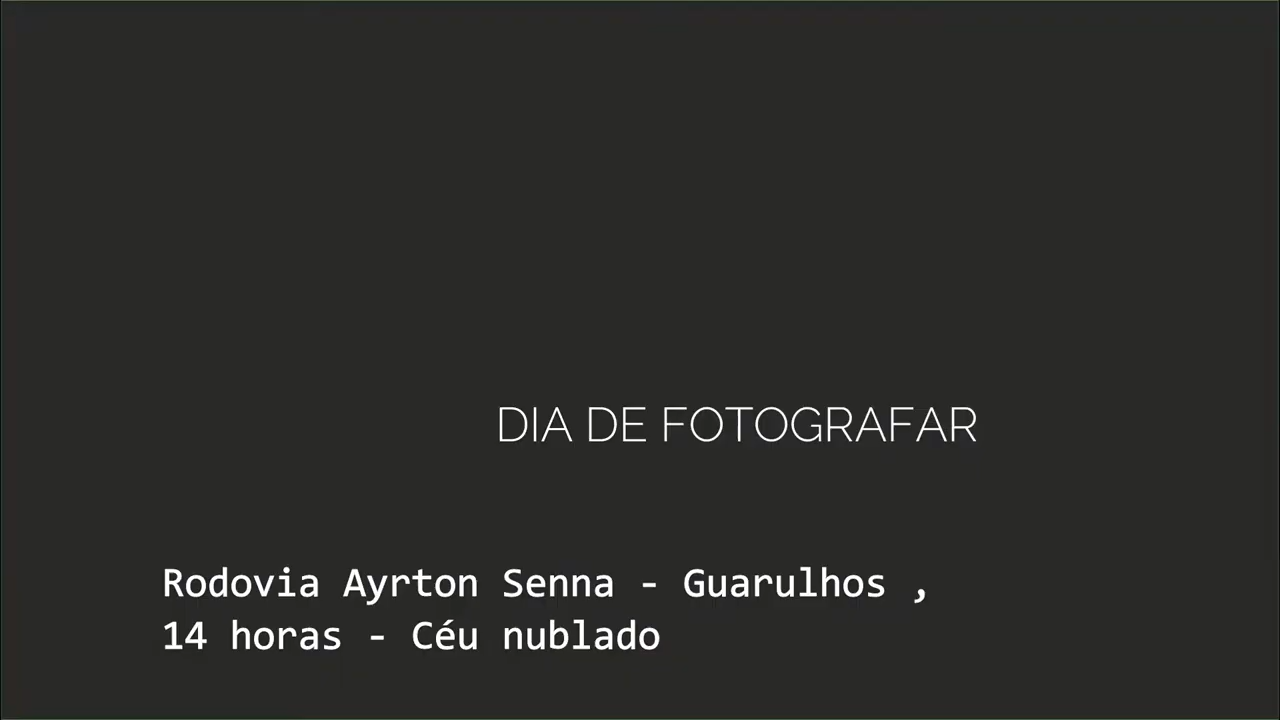 DIA DE FOTOGRAFAR
Rodovia Ayrton Senna - Guarulhos ,
14 horas - Céu nublado